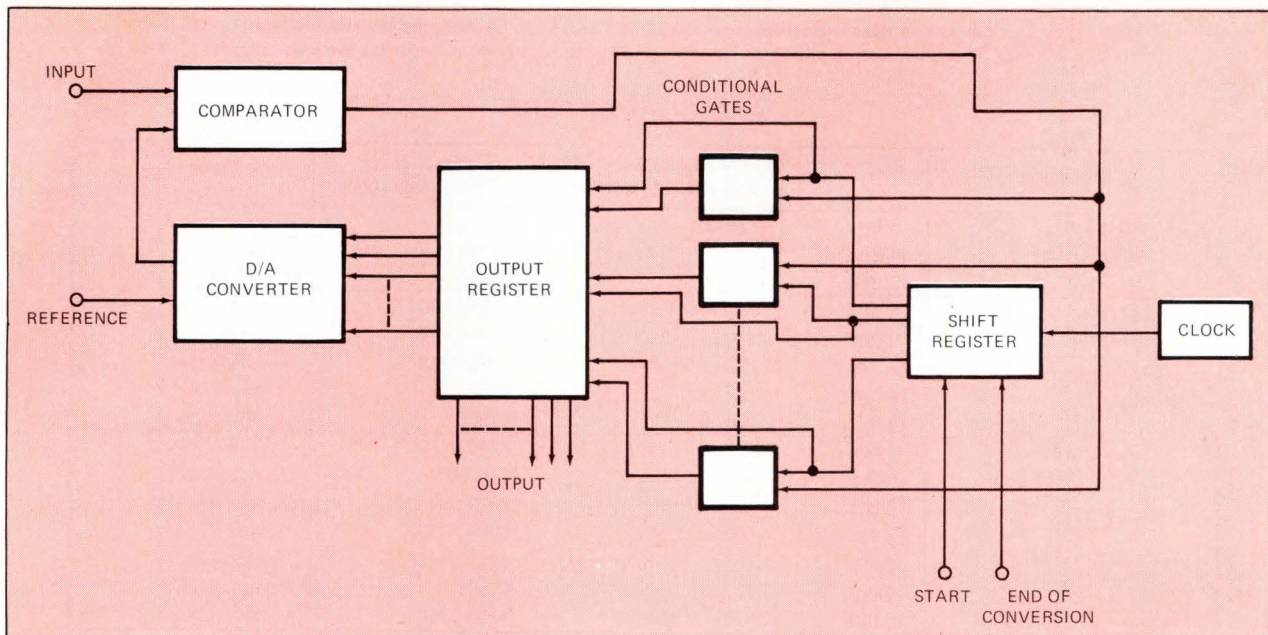 INPUT
COMPARATOR
CONDITIONAL
GATES
D/A
CONVERTER
REFERENCE
OUTPUT
REGISTER
SHIFT
REGISTER
CLOCK
OUTPUT
START
END OF
CONVERSION